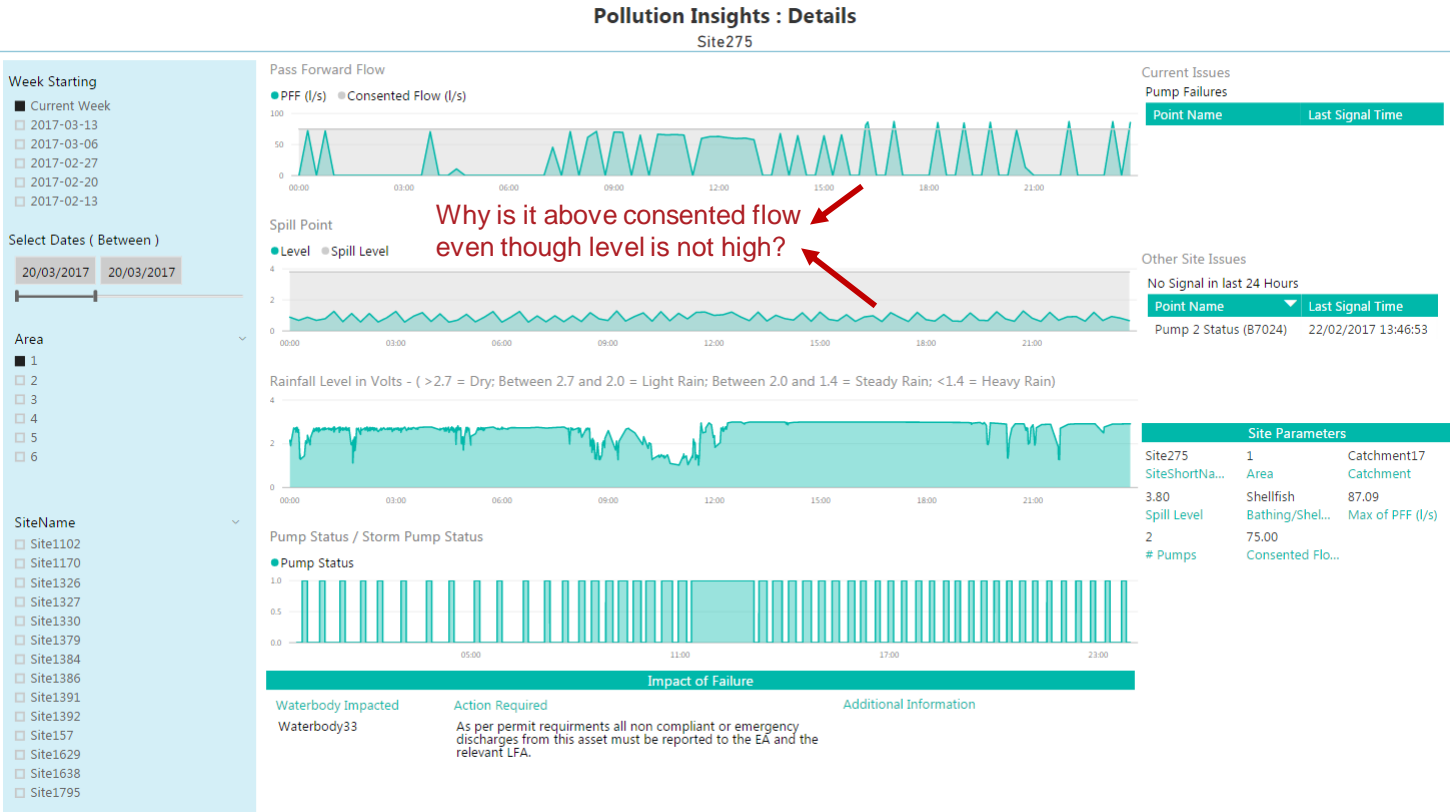 Pollution Insights : Details
Site275
Week Starting
Current Week
2017-03-13
2017-03-06
2017-02-27
2017-02-20
2017-02-13
Select Dates ( Between )
20/03/2017 20/03/2017
Area
1
2
3
4
5
6
SiteName
Site1102
Site1170
Site1326
Site1327
Site1330
Site1379
Site1384
Site1386
Site1391
Site1392
Site157
Site1629
Site1638
Site1795
Pass Forward Flow
PFF (l/s) Consented Flow (l/s)
100
50
0
00:00 03:00 06:00 09:00 12:00 15:00 18:00 21:00
Why is it above consented flow
even though level is not high?
Spill Point
Level Spill Level
4
2
0
00:00 03:00 06:00 09:00 12:00 15:00 18:00 21:00
Rainfall Level in Volts - ( >2.7 = Dry; Between 2.7 and 2.0 = Light Rain; Between 2.0 and 1.4 = Steady Rain; <1.4 = Heavy Rain)
4
2
0
00:00 03:00 06:00 09:00 12:00 15:00 18:00 21:00
Pump Status / Storm Pump Status
Pump Status
1.0
0.5
0.0
05:00 11:00 17:00 23:00
Impact of Failure
Waterbody Impacted Action Required Additional Information
Waterbody33 As per permit requirments all non compliant or emergency
discharges from this asset must be reported to the EA and the
relevant LFA.
Current Issues
Pump Failures
Point Name Last Signal Time
Other Site Issues
No Signal in last 24 Hours
Point Name Last Signal Time
Pump 2 Status (B7024) 22/02/2017 13:46:53
Site Parameters
Site275 1 Catchment17
SiteShortNa... Area Catchment
3.80 Shellfish 87.09
Spill Level Bathing/Shel... Max of PFF (l/s)
2 75.00
# Pumps Consented Flo...